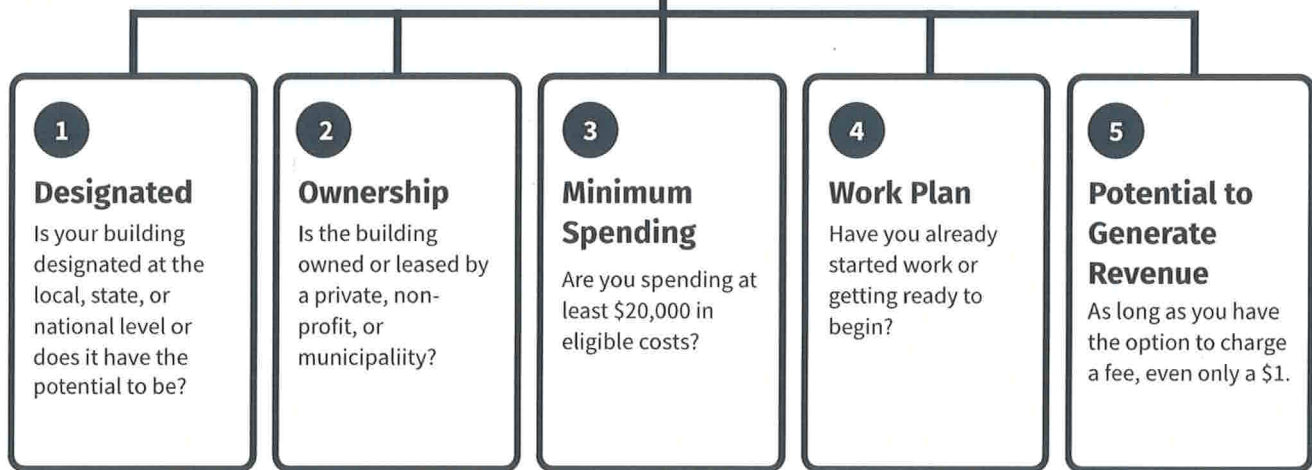 1
Designated
Is your building
designated at the
local, state, or
national level or
does it have the
potential to be?
2
Ownership
Is the building
owned or leased by
a private, non-
profit, or
municipaliity?
3
Minimum
Spending
Are you spending at
least $20,000 in
eligible costs?
4
Work Plan
Have you already
started work or
getting ready to
begin?
5
Potential to
Generate
Revenue
As long as you have
the option to charge
a fee, even only a $1.